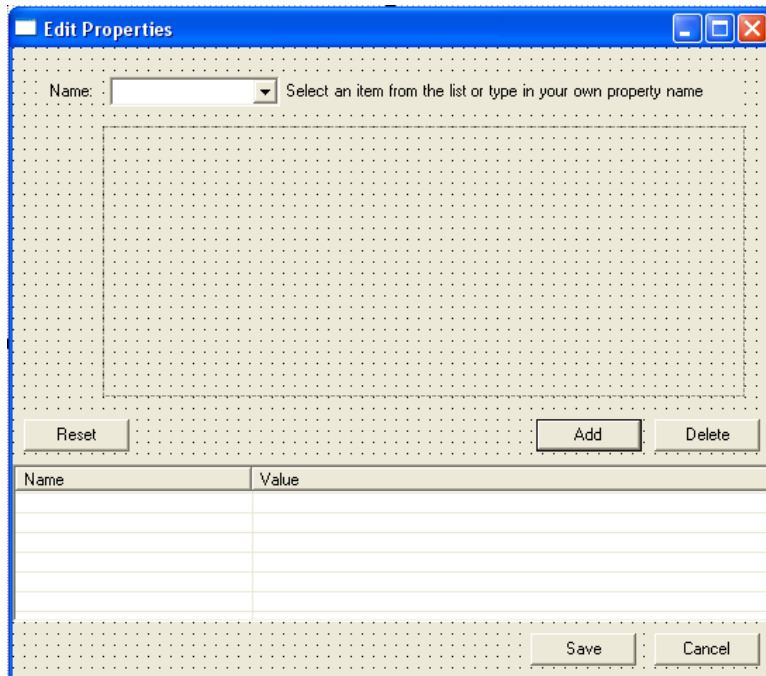 Edit Properties
Name: Select an item from the list or type in your own property name
Reset Add Delete
Name Value
Save Cancel